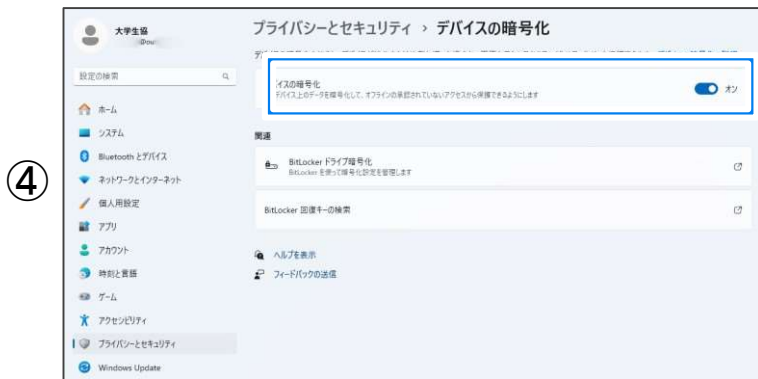 ④
大学生協
設定の検索
ホーム
システム
Bluetooth とデバイス
ネットワークとインターネット
個人用設定
アプリ
アカウント
時刻と言語
ゲーム
アクセシビリティ
プライバシーとセキュリティ
Windows Update
プライバシーとセキュリティ › デバイスの暗号化
イスの暗号化
デバイス上のデータを暗号化して、オフラインの承認されていないアクセスから保護できるようにします
オン
関連
BitLocker ドライブ暗号化
BitLocker を使って暗号化設定を管理します
BitLocker 回復キーの検索
ヘルプを表示
フィードバックの送信